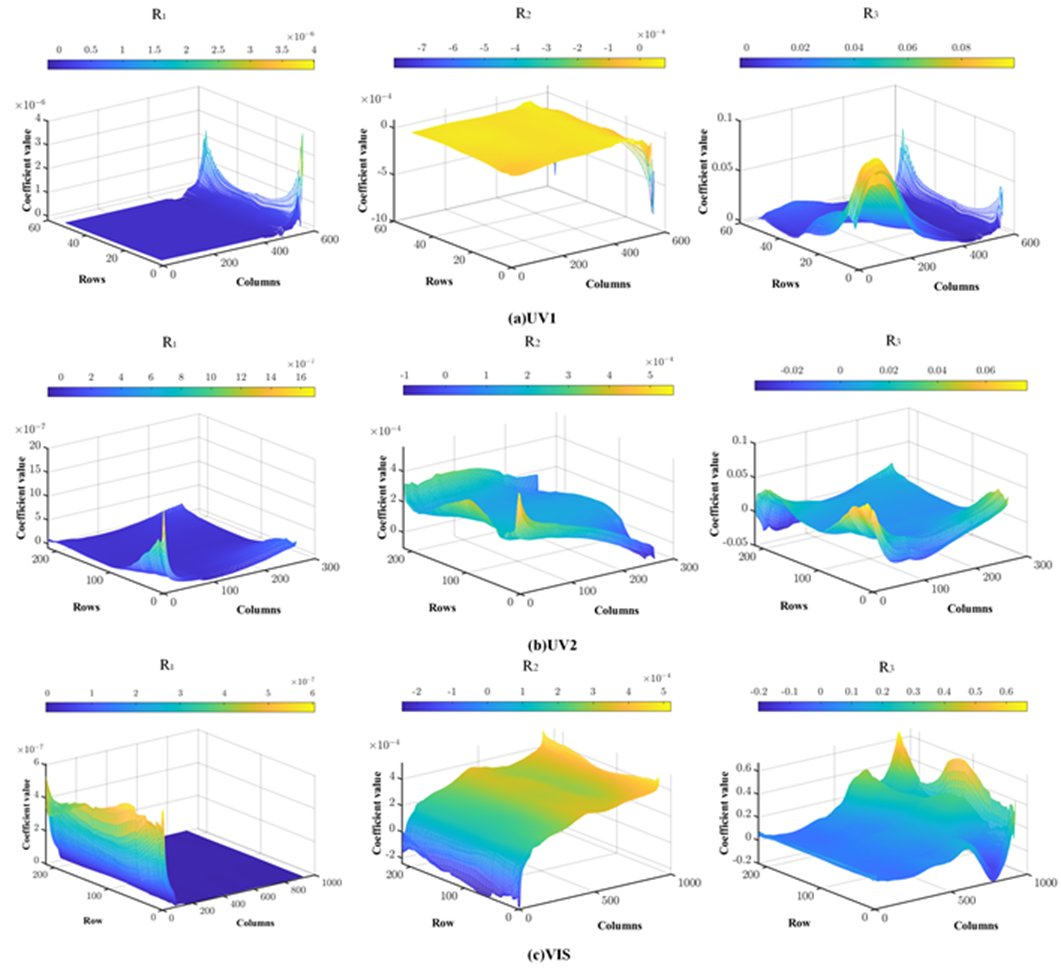 R₁ R₂ R₃
×10⁻⁶ ×10⁻⁴
0 0.5 1 1.5 2 2.5 3 3.5 4
-7 -6 -5 -4 -3 -2 -1 0
0 0.02 0.04 0.06 0.08
×10⁻⁶
4
3
2
1
0
Coefficient value
60
40
20
0
Rows
0
200
400
600
Columns
×10⁻⁴
0
-5
-10
Coefficient value
60
40
20
0
Rows
0
200
400
600
Columns
0.1
0.05
0
Coefficient value
60
40
20
0
Rows
0
200
400
600
Columns
(a)UV1
R₁ R₂ R₃
0 2 4 6 8 10 12 14 16
-1 0 1 2 3 4 5
×10⁻⁴
-0.02 0 0.02 0.04 0.06
×10⁻⁷
20
15
10
5
0
Coefficient value
200
100
0
Rows
0
100
200
300
Columns
×10⁻⁴
4
2
0
Coefficient value
200
100
0
Rows
0
100
200
300
Columns
0.1
0.05
0
-0.05
Coefficient value
200
100
0
Rows
0
100
200
300
Columns
(b)UV2
R₁ R₂ R₃
×10⁻⁷ ×10⁻⁴
0 1 2 3 4 5 6
-2 -1 0 1 2 3 4 5
-0.2 -0.1 0 0.1 0.2 0.3 0.4 0.5 0.6
×10⁻⁷
6
4
2
0
Coefficient value
200
100
0
Row
0
200
400
600
800
1000
Columns
×10⁻⁴
4
2
0
-2
Coefficient value
200
100
0
Row
0
500
1000
Columns
0.6
0.4
0.2
0
-0.2
Coefficient value
200
100
0
Row
0
500
1000
Columns
(c)VIS